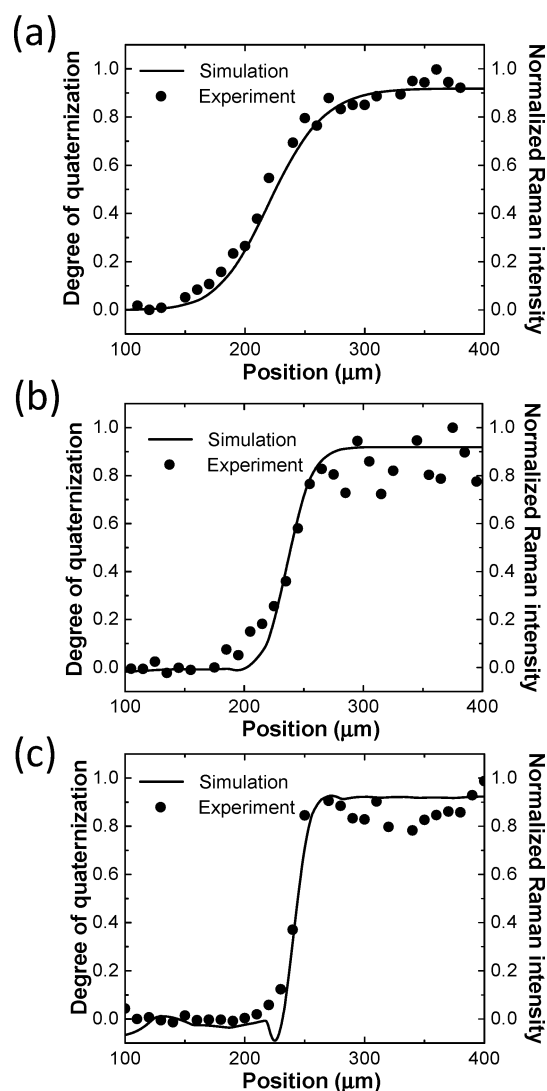 (a)
Degree of quaternization
Normalized Raman intensity
1.0
0.8
0.6
0.4
0.2
0.0
Simulation
Experiment
1.0
0.8
0.6
0.4
0.2
0.0
100
200
300
400
Position (μm)
(b)
Degree of quaternization
Normalized Raman intensity
1.0
0.8
0.6
0.4
0.2
0.0
Simulation
Experiment
1.0
0.8
0.6
0.4
0.2
0.0
100
200
300
400
Position (μm)
(c)
Degree of quaternization
Normalized Raman intensity
1.0
0.8
0.6
0.4
0.2
0.0
Simulation
Experiment
1.0
0.8
0.6
0.4
0.2
0.0
100
200
300
400
Position (μm)